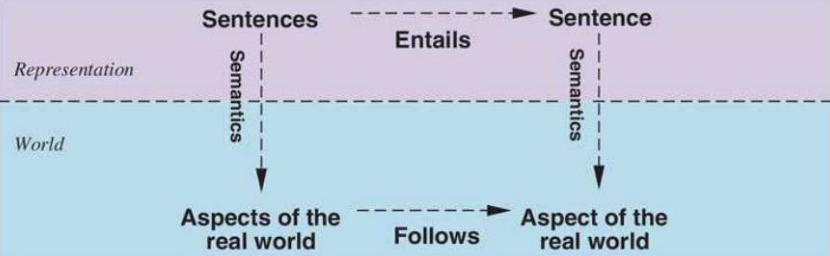 Sentences
Sentence
Entails
Representation
Semantics
Semantics
World
Aspects of the
real world
Follows
Aspect of the
real world